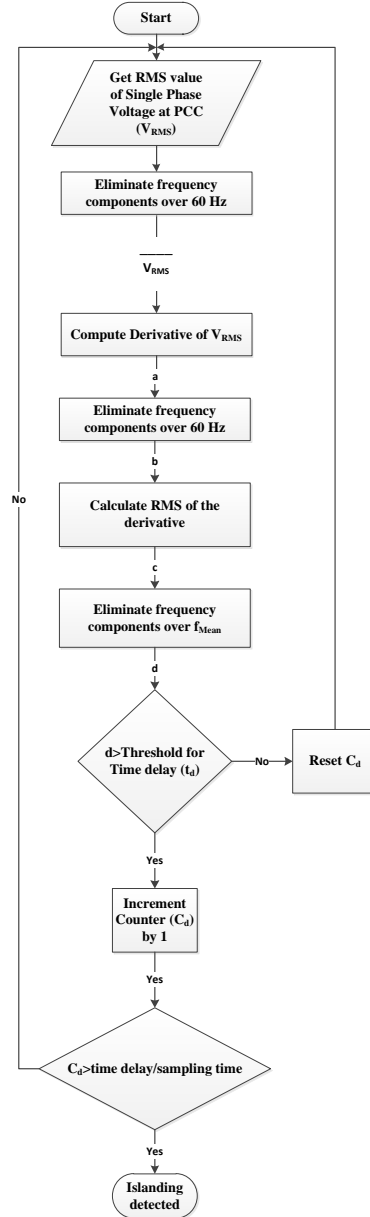 Start
Get RMS value
of Single Phase
Voltage at PCC
(VRMS)
Eliminate frequency
components over 60 Hz
VRMS
Compute Derivative of VRMS
a
Eliminate frequency
components over 60 Hz
b
No
Calculate RMS of the
derivative
c
Eliminate frequency
components over fMean
d
d>Threshold for
Time delay (td)
No
Reset Cd
Yes
Increment
Counter (Cd)
by 1
Yes
Cd>time delay/sampling time
Yes
Islanding
detected